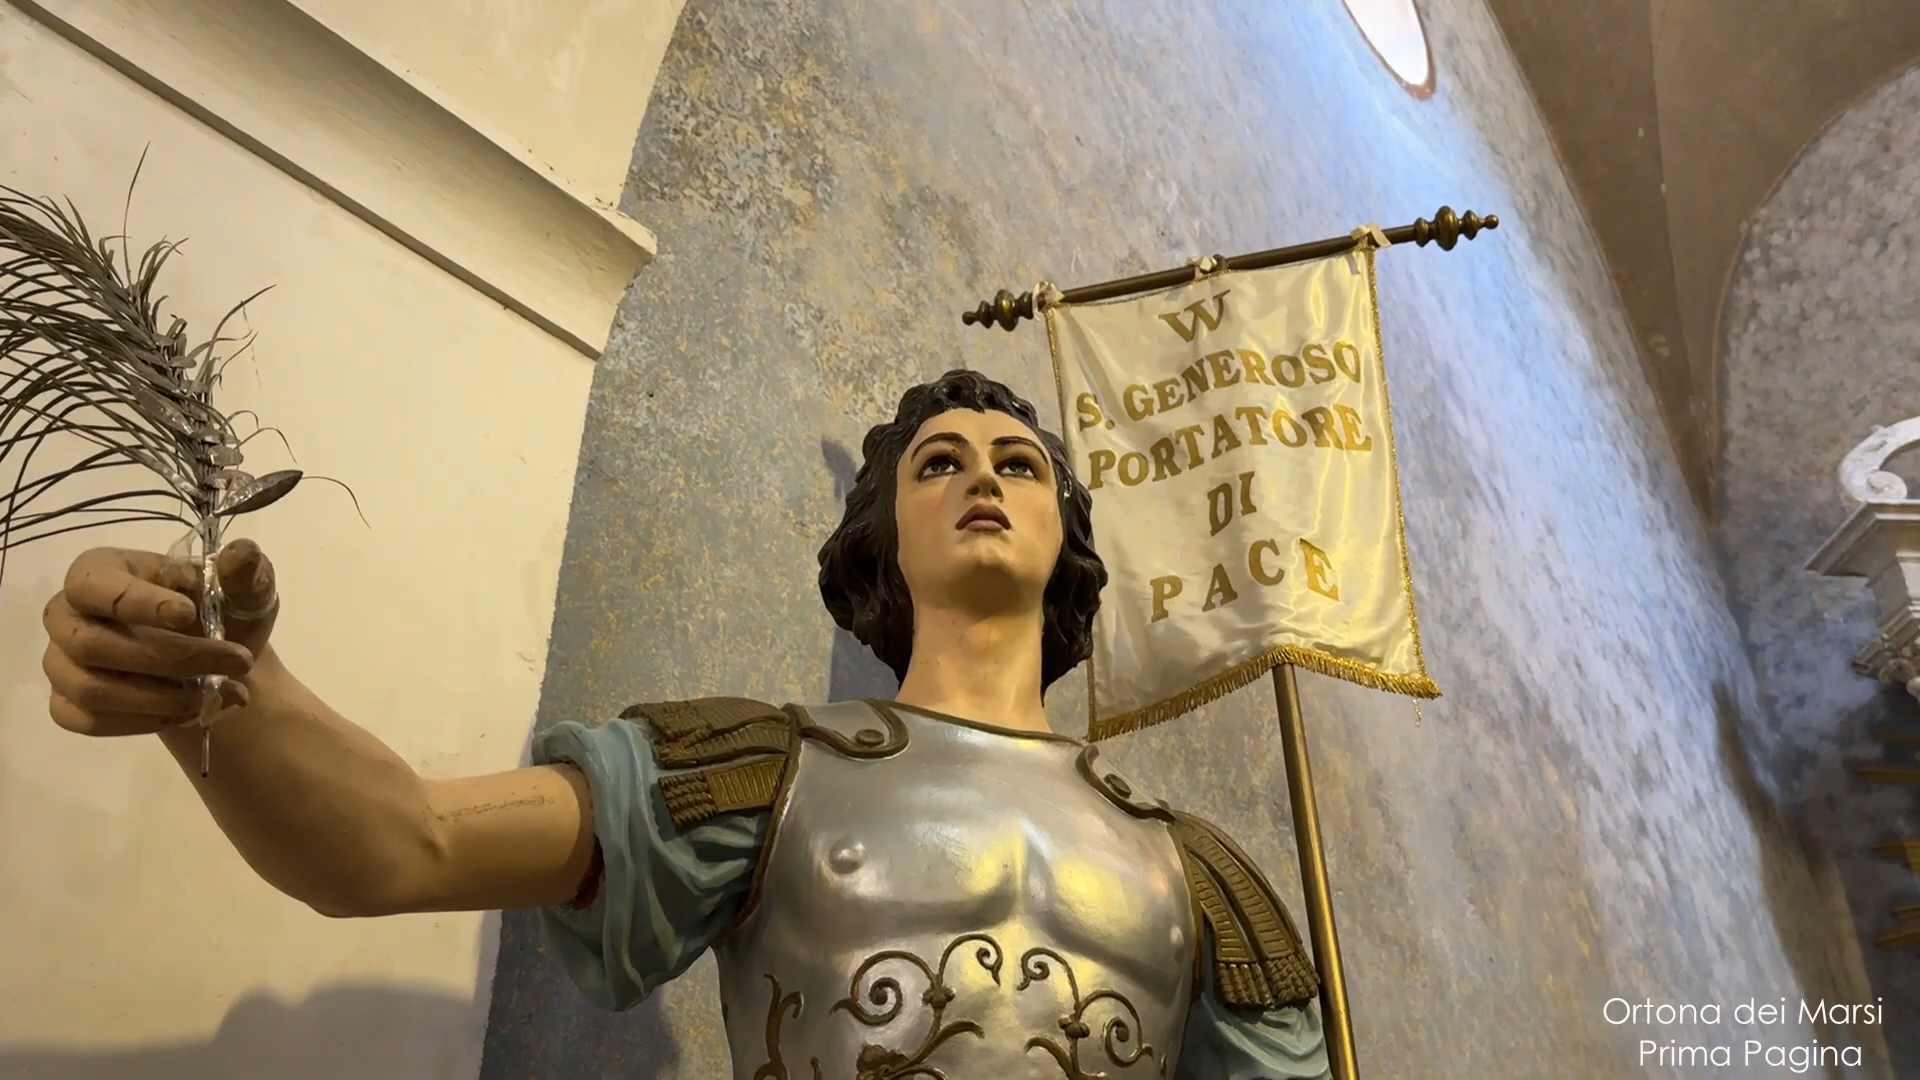 W
S. GENEROSO
PORTATORE
DI
PACE
Ortona dei Marsi
Prima Pagina